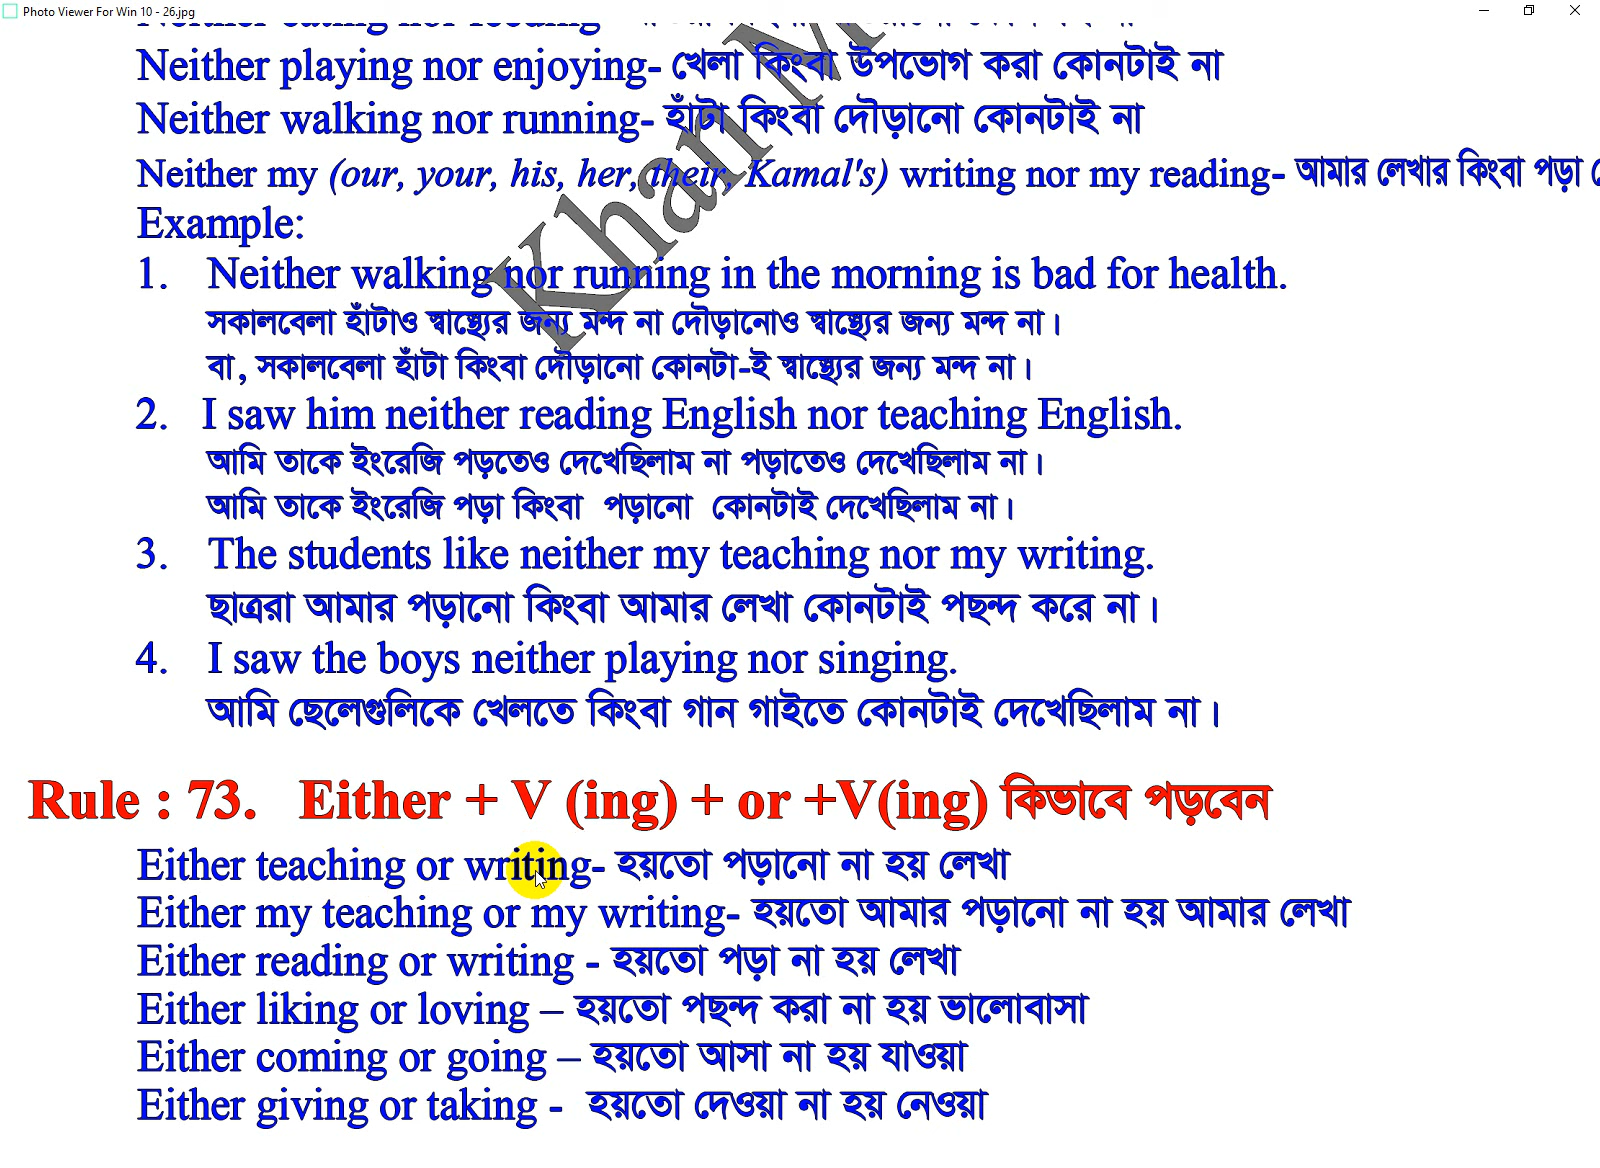 Photo Viewer For Win 10 - 26.jpg
Neither eating nor feeding
Neither playing nor enjoying- খেলা কিংবা উপভোগ করা কোনটাই না
Neither walking nor running- হাঁটা কিংবা দৌড়ানো কোনটাই না
Neither my (our, your, his, her, their, Kamal's) writing nor my reading- আমার লেখার কিংবা পড়া
Example:
1. Neither walking nor running in the morning is bad for health.
সকালবেলা হাঁটাও স্বাস্থ্যের জন্য মন্দ না দৌড়ানোও স্বাস্থ্যের জন্য মন্দ না।
বা, সকালবেলা হাঁটা কিংবা দৌড়ানো কোনটা-ই স্বাস্থ্যের জন্য মন্দ না।
2. I saw him neither reading English nor teaching English.
আমি তাকে ইংরেজি পড়তেও দেখেছিলাম না পড়াতেও দেখেছিলাম না।
আমি তাকে ইংরেজি পড়া কিংবা পড়ানো কোনটাই দেখেছিলাম না।
3. The students like neither my teaching nor my writing.
ছাত্ররা আমার পড়ানো কিংবা আমার লেখা কোনটাই পছন্দ করে না।
4. I saw the boys neither playing nor singing.
আমি ছেলেগুলিকে খেলতে কিংবা গান গাইতে কোনটাই দেখেছিলাম না।
Rule : 73. Either + V (ing) + or +V(ing) কিভাবে পড়বেন
Either teaching or writing- হয়তো পড়ানো না হয় লেখা
Either my teaching or my writing- হয়তো আমার পড়ানো না হয় আমার লেখা
Either reading or writing - হয়তো পড়া না হয় লেখা
Either liking or loving – হয়তো পছন্দ করা না হয় ভালোবাসা
Either coming or going – হয়তো আসা না হয় যাওয়া
Either giving or taking - হয়তো দেওয়া না হয় নেওয়া
Khan M